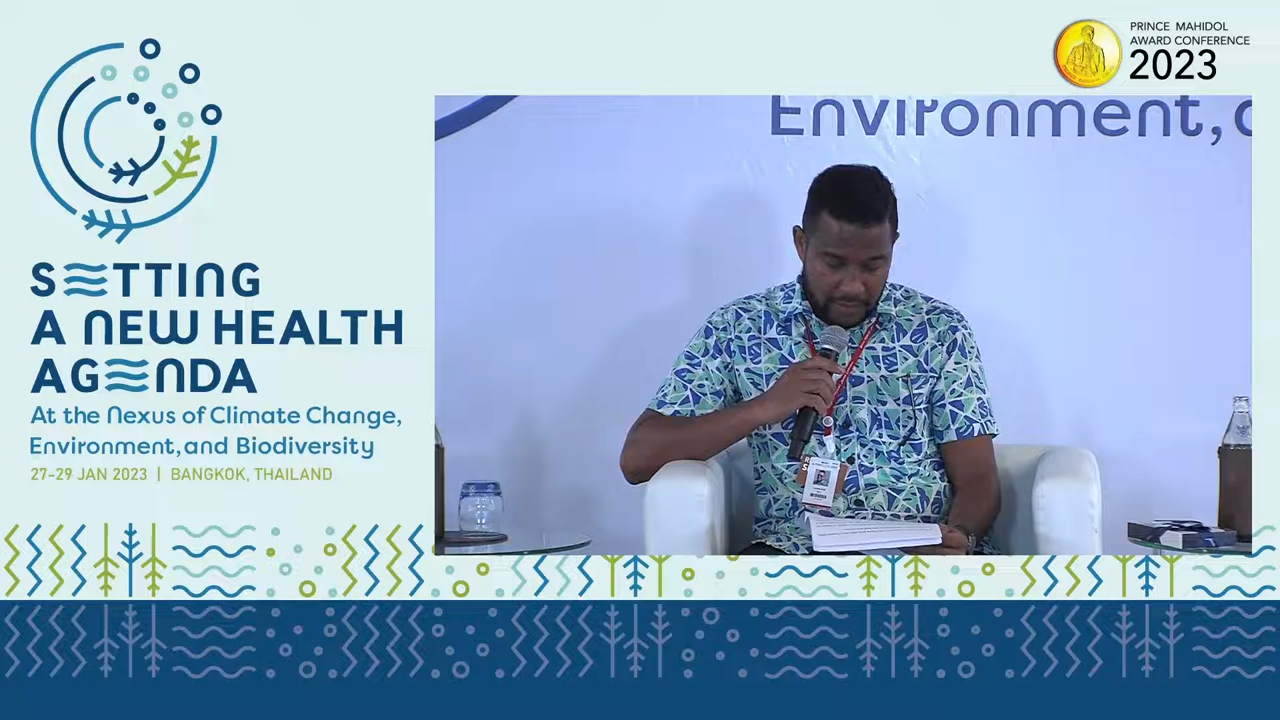 PRINCE MAHIDOL
AWARD CONFERENCE
2023
SETTING
A NEW HEALTH
AGENDA
At the Nexus of Climate Change,
Environment, and Biodiversity
27-29 JAN 2023 | BANGKOK, THAILAND
Environment,